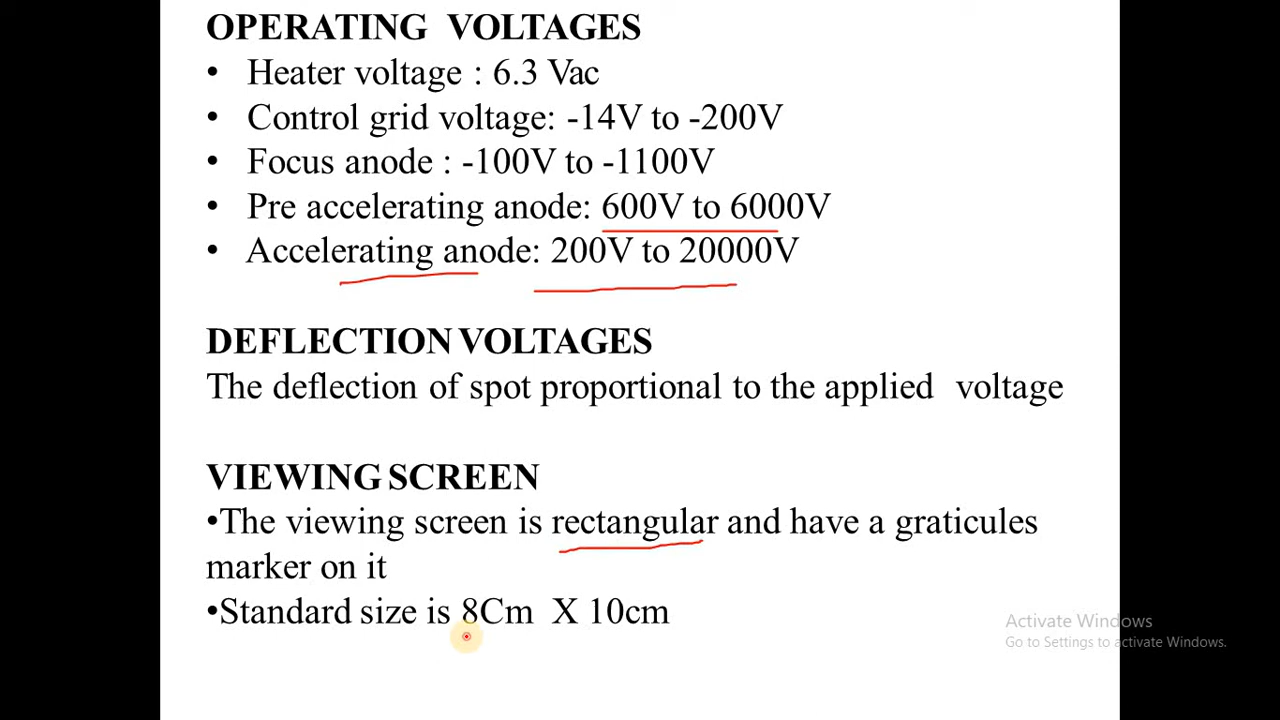 OPERATING VOLTAGES
• Heater voltage : 6.3 Vac
• Control grid voltage: -14V to -200V
• Focus anode : -100V to -1100V
• Pre accelerating anode: 600V to 6000V
• Accelerating anode: 200V to 20000V
DEFLECTION VOLTAGES
The deflection of spot proportional to the applied voltage
VIEWING SCREEN
•The viewing screen is rectangular and have a graticules
marker on it
•Standard size is 8Cm X 10cm
Activate Windows
Go to Settings to activate Windows.